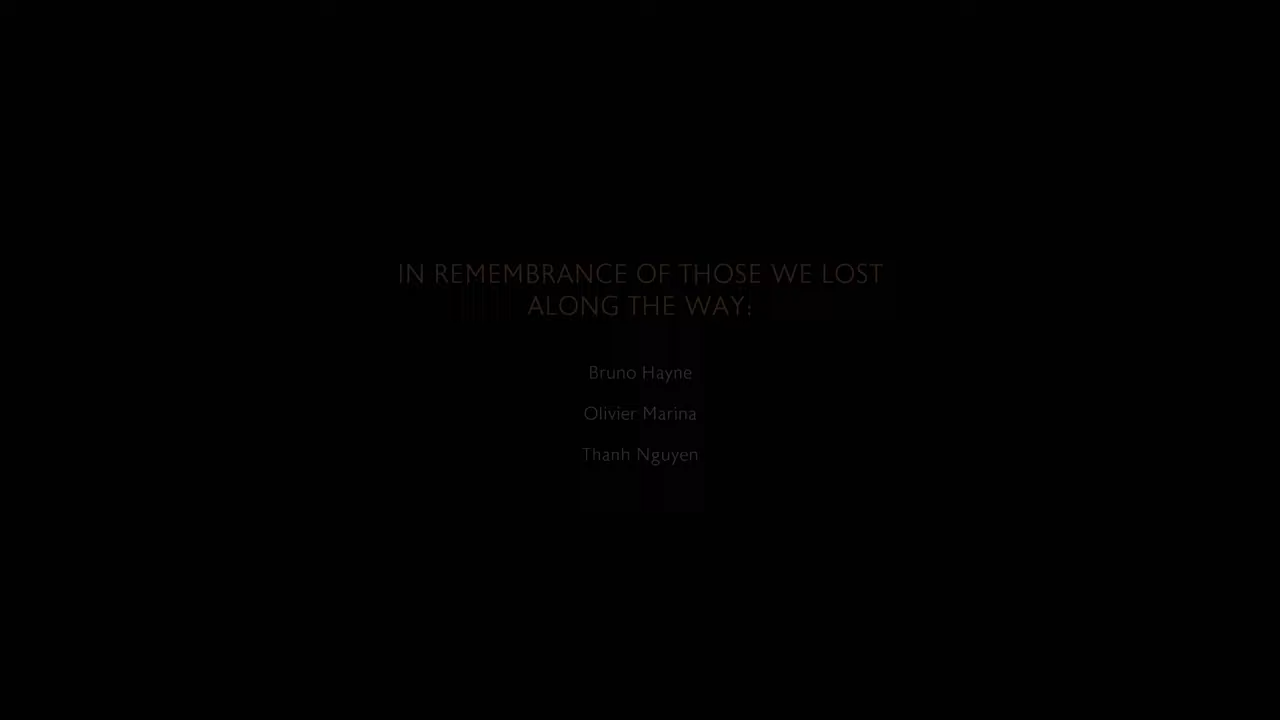 IN REMEMBRANCE OF THOSE WE LOST
ALONG THE WAY:
Bruno Hayne
Olivier Marina
Thanh Nguyen